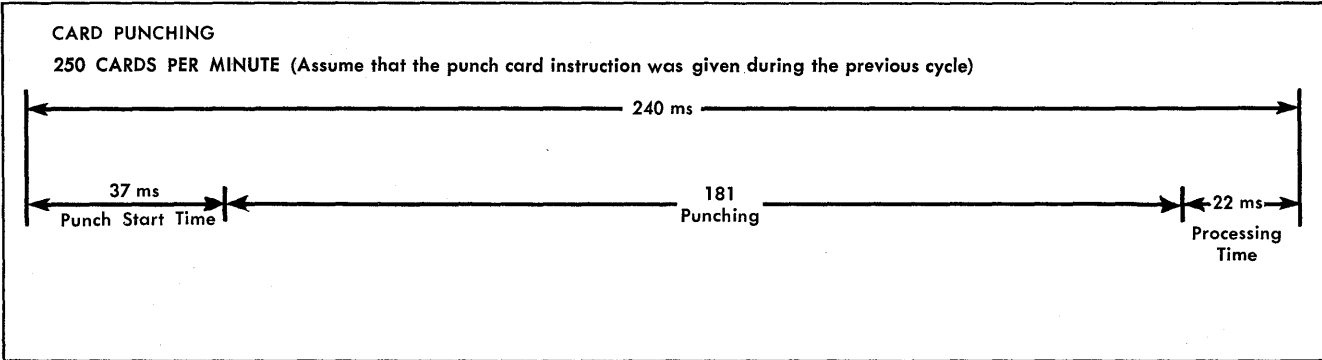 CARD PUNCHING
250 CARDS PER MINUTE (Assume that the punch card instruction was given during the previous cycle)
240 ms
37 ms
Punch Start Time
181
Punching
22 ms
Processing
Time